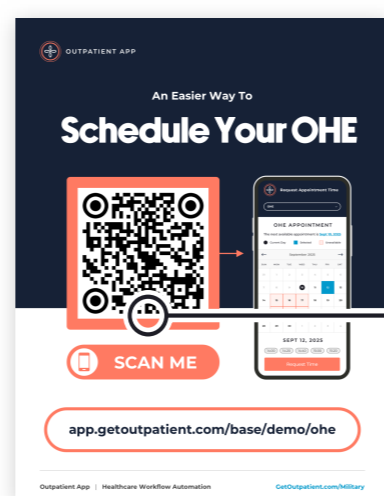 OUTPATIENT APP
An Easier Way To
Schedule Your OHE
Request Appointment Time
OHE
OHE APPOINTMENT
September 2025
SEPT 12, 2025
Request Time
SCAN ME
app.getoutpatient.com/base/demo/ohe
Outpatient App | Healthcare Workflow Automation
GetOutpatient.com/Military